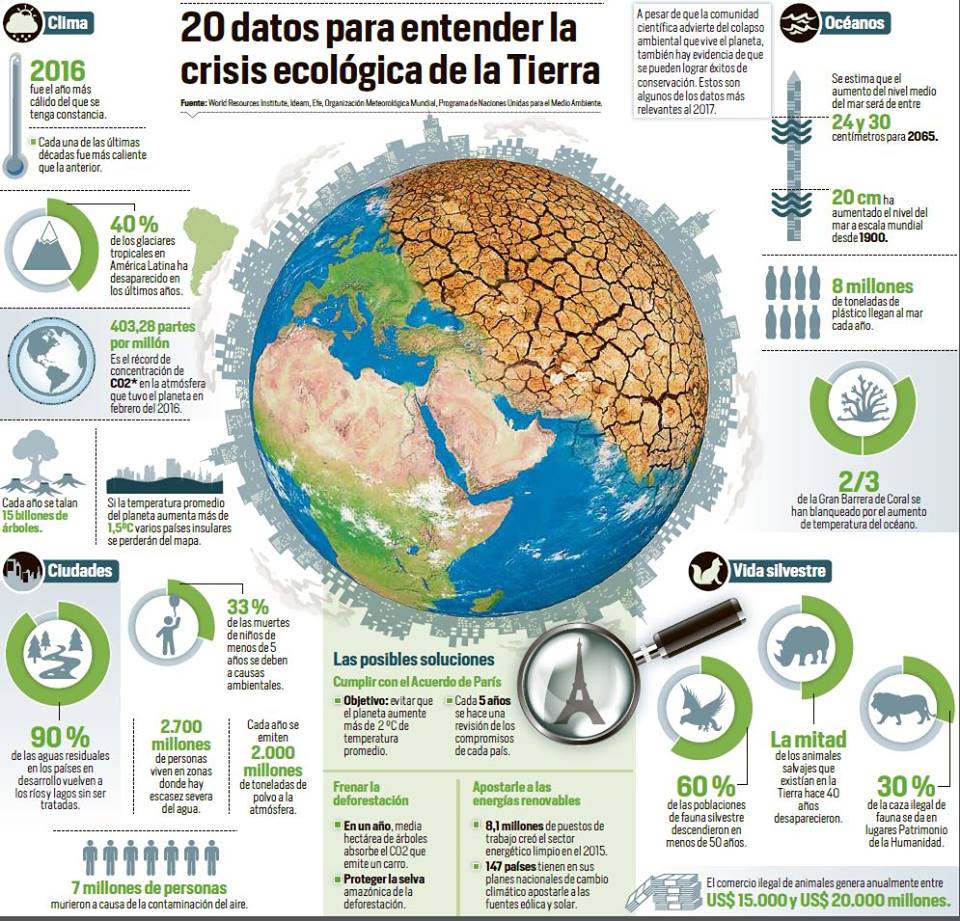 20 datos para entender la
crisis ecológica de la Tierra
Fuente: World Resources Institute, Ideam, Efe, Organización Meteorológica Mundial, Programa de Naciones Unidas para el Medio Ambiente.
A pesar de que la comunidad
científica advierte del colapso
ambiental que vive el planeta,
también hay evidencia de que
se pueden lograr éxitos de
conservación. Estos son
algunos de los datos más
relevantes al 2017.
Clima
2016
fue el año más
cálido del que se
tenga constancia.
Cada una de las últimas
décadas fue más caliente
que la anterior.
40 %
de los glaciares
tropicales en
América Latina ha
desaparecido en
los últimos años.
403,28 partes
por millón
Es el récord de
concentración de
CO2* en la atmósfera
que tuvo el planeta en
febrero del 2016.
Cada año se talan
15 billones de
árboles.
Si la temperatura promedio
del planeta aumenta más de
1,5ºC varios países insulares
se perderán del mapa.
Océanos
Se estima que el
aumento del nivel medio
del mar será de entre
24 y 30
centímetros para 2065.
20 cm ha
aumentado el nivel del
mar a escala mundial
desde 1900.
8 millones
de toneladas de
plástico llegan al mar
cada año.
2/3
de la Gran Barrera de Coral se
han blanqueado por el aumento
de temperatura del océano.
Ciudades
90 %
de las aguas residuales
en los países en
desarrollo vuelven a
los ríos y lagos sin ser
tratadas.
33 %
de las muertes
de niños de
menos de 5
años se deben
a causas
ambientales.
2.700
millones
de personas
viven en zonas
donde hay
escasez severa
del agua.
Cada año se
emiten
2.000
millones
de toneladas de
polvo a la
atmósfera.
7 millones de personas
murieron a causa de la contaminación del aire.
Las posibles soluciones
Cumplir con el Acuerdo de París
Objetivo: evitar que
el planeta aumente
más de 2 ºC de
temperatura
promedio.
Cada 5 años
se hace una
revisión de los
compromisos
de cada país.
Frenar la
deforestación
En un año, media
hectárea de árboles
absorbe el CO2 que
emite un carro.
Proteger la selva
amazónica de la
deforestación.
Apostarle a las
energías renovables
8,1 millones de puestos de
trabajo creó el sector
energético limpio en el 2015.
147 países tienen en sus
planes nacionales de cambio
climático apostarle a las
fuentes eólica y solar.
Vida silvestre
60 %
de las poblaciones
de fauna silvestre
descendieron en
menos de 50 años.
La mitad
de los animales
salvajes que
existían en la
Tierra hace 40
años
desaparecieron.
30 %
de la caza ilegal de
fauna se da en
lugares Patrimonio
de la Humanidad.
El comercio ilegal de animales genera anualmente entre
US$ 15.000 y US$ 20.000 millones.